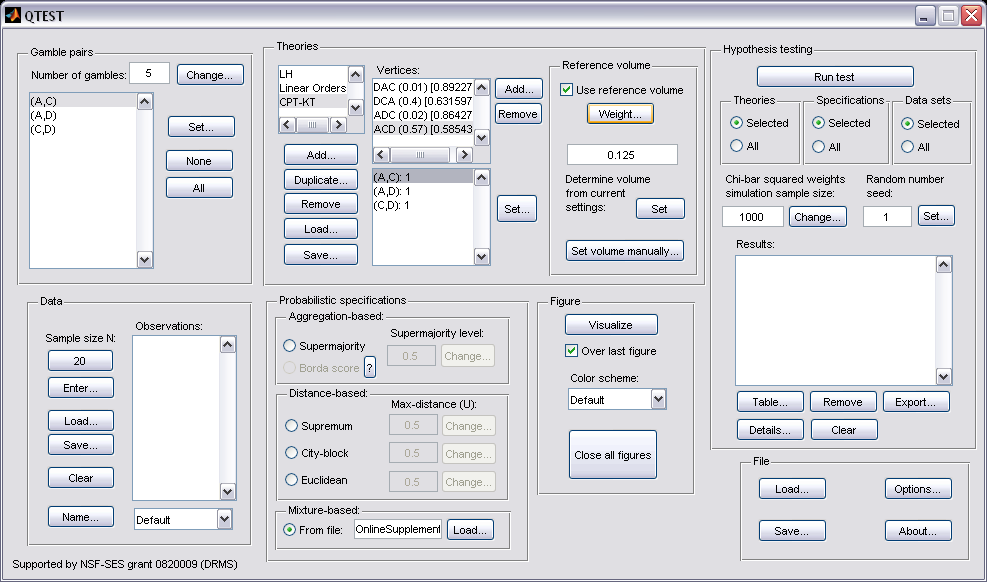 QTEST
Gamble pairs
Number of gambles: 5 Change...
(A,C)
(A,D)
(C,D)
Set...
None
All
Theories
LH
Linear Orders
CPT-KT
Add...
Duplicate...
Remove
Load...
Save...
Vertices:
DAC (0.01) [0.89227
DCA (0.4) [0.631597
ADC (0.02) [0.86427
ACD (0.57) [0.58543
Add...
Remove
(A,C): 1
(A,D): 1
(C,D): 1
Set...
Reference volume
Use reference volume
Weight...
0.125
Determine volume
from current
settings:
Set
Set volume manually...
Hypothesis testing
Run test
Theories
Selected
All
Specifications
Selected
All
Data sets
Selected
All
Chi-bar squared weights
simulation sample size:
1000 Change...
Random number
seed:
1 Set...
Results:
Table... Remove Export...
Details... Clear
Data
Sample size N:
20
Enter...
Load...
Save...
Clear
Name...
Observations:
Default
Probabilistic specifications
Aggregation-based:
Supermajority
Borda score ?
Supermajority level:
0.5 Change...
Distance-based:
Max-distance (U):
Supremum 0.5 Change...
City-block 0.5 Change...
Euclidean 0.5 Change...
Mixture-based:
From file: OnlineSupplement Load...
Figure
Visualize
Over last figure
Color scheme:
Default
Close all figures
File
Load... Options...
Save... About...
Supported by NSF-SES grant 0820009 (DRMS)